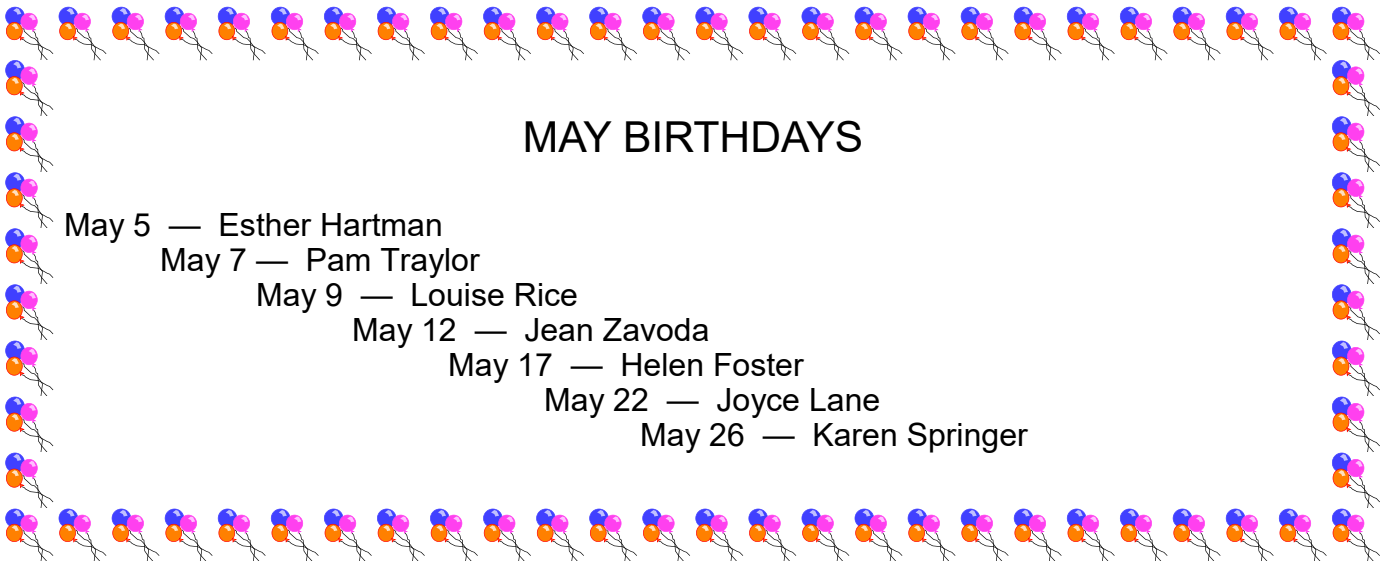 MAY BIRTHDAYS
May 5 — Esther Hartman
May 7 — Pam Traylor
May 9 — Louise Rice
May 12 — Jean Zavoda
May 17 — Helen Foster
May 22 — Joyce Lane
May 26 — Karen Springer